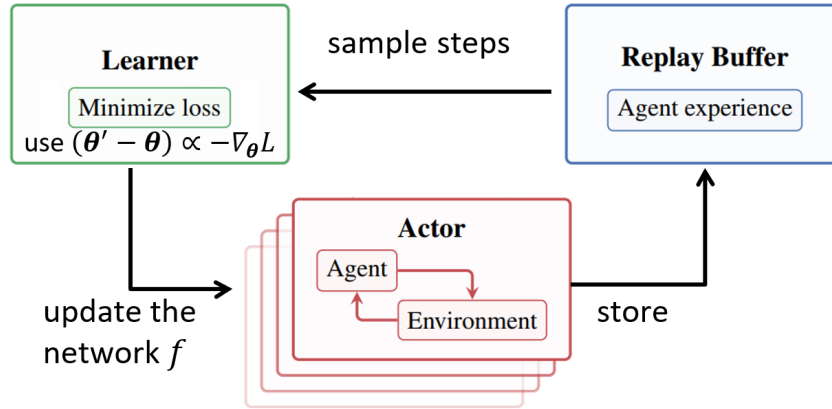 Learner
Minimize loss
use (θ′ − θ) ∝ −∇θL
sample steps
Replay Buffer
Agent experience
Actor
Agent
Environment
update the
network f
store